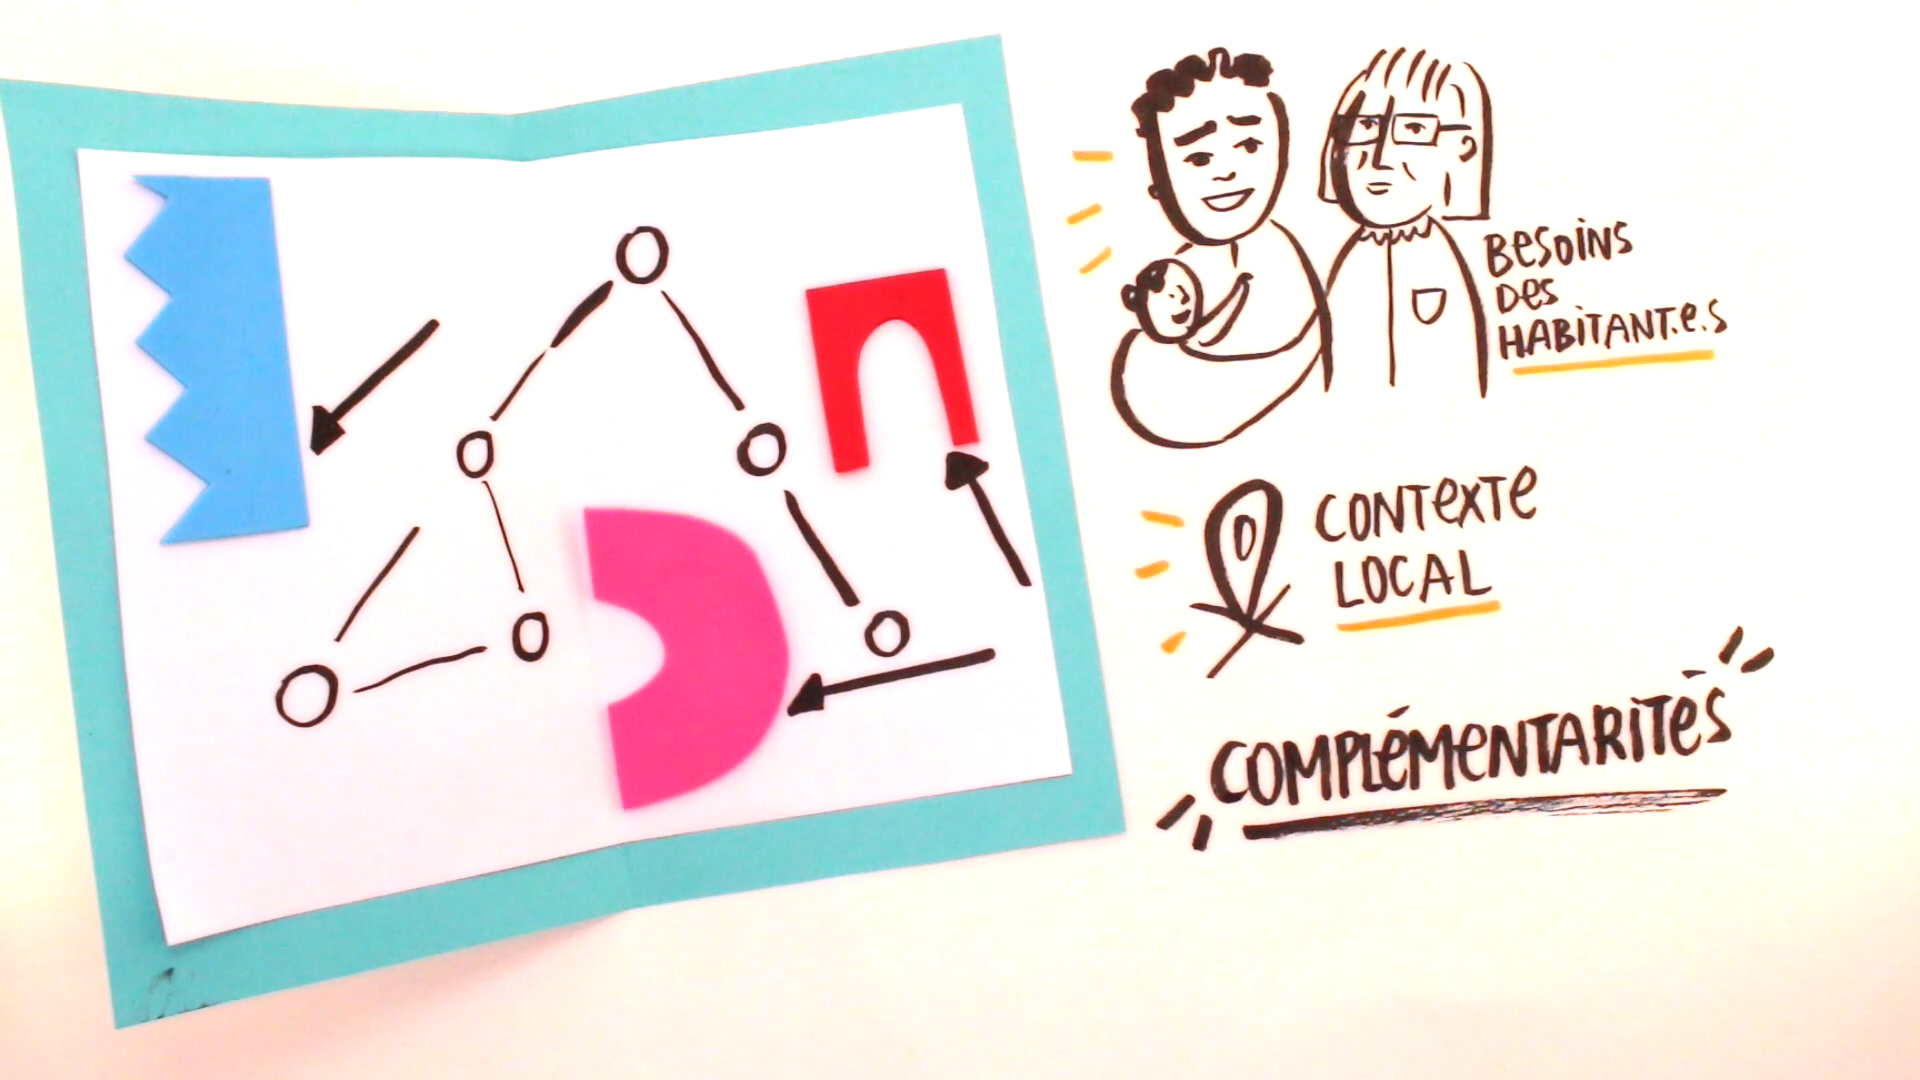 BESOINS
DES
HABITANT.e.s
CONTEXTE
LOCAL
COMPLÉMENTARITÉS